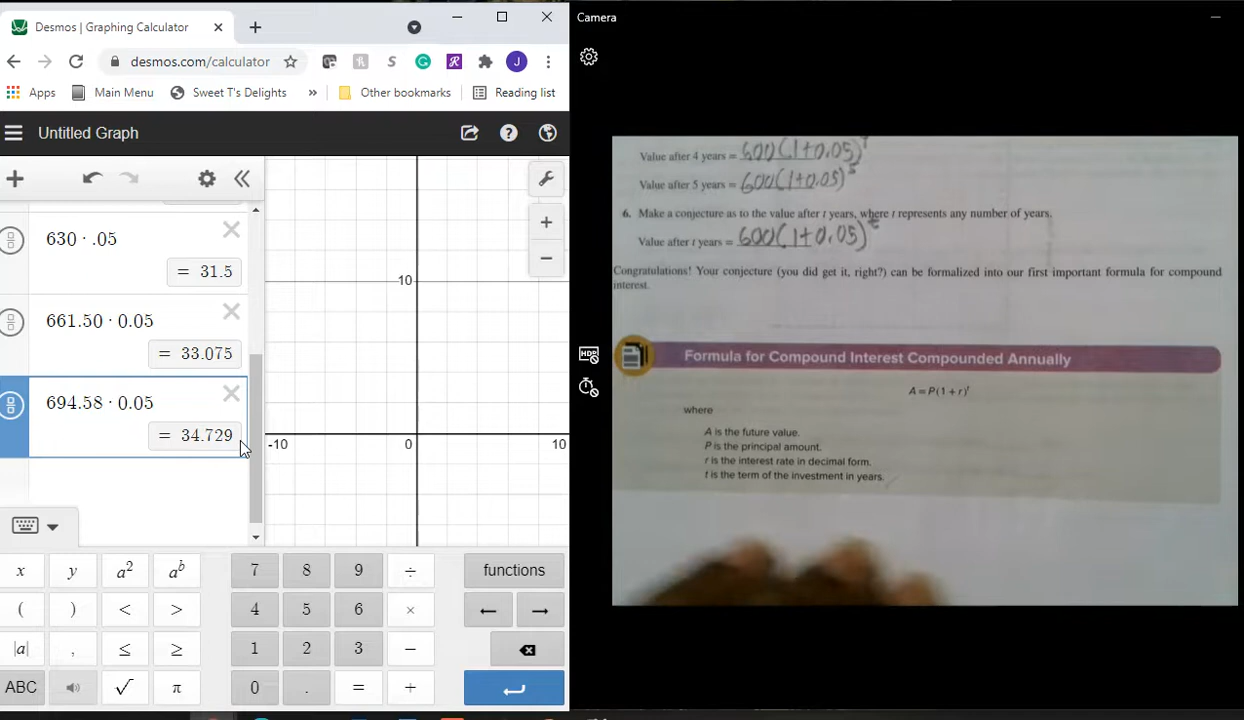 Desmos | Graphing Calculator
desmos.com/calculator
Apps Main Menu Sweet T's Delights » Other bookmarks Reading list
Untitled Graph
630 · .05
= 31.5
661.50 · 0.05
= 33.075
694.58 · 0.05
= 34.729
10
-10 0 10
x y a² aᵇ 7 8 9 ÷ functions
( ) < > 4 5 6 ×
|a| , ≤ ≥ 1 2 3 −
ABC √ π 0 . = +
Camera
Value after 4 years = 600(1+0.05)
Value after 5 years = 600(1+0.05)⁵
6. Make a conjecture as to the value after t years, where t represents any number of years.
Value after t years = 600(1+0.05)ᵗ
Congratulations! Your conjecture (you did get it, right?) can be formalized into our first important formula for compound
interest.
Formula for Compound Interest Compounded Annually
A = P(1 + r)ᵗ
where
A is the future value.
P is the principal amount.
r is the interest rate in decimal form.
t is the term of the investment in years.